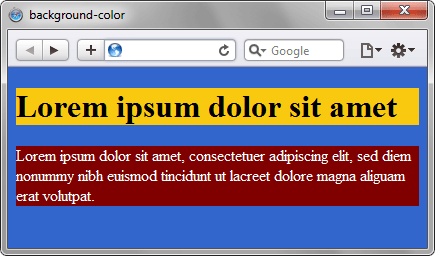 background-color
Google
Lorem ipsum dolor sit amet
Lorem ipsum dolor sit amet, consectetuer adipiscing elit, sed diem
nonummy nibh euismod tincidunt ut lacreet dolore magna aliguam
erat volutpat.